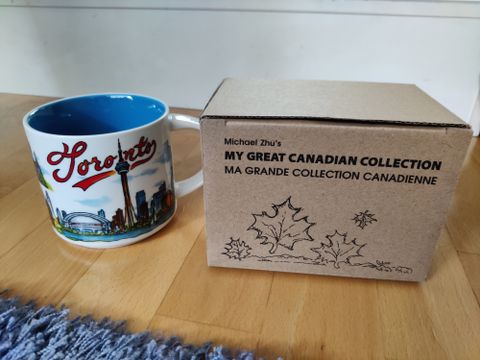 Toronto
Michael Zhu's
MY GREAT CANADIAN COLLECTION
MA GRANDE COLLECTION CANADIENNE